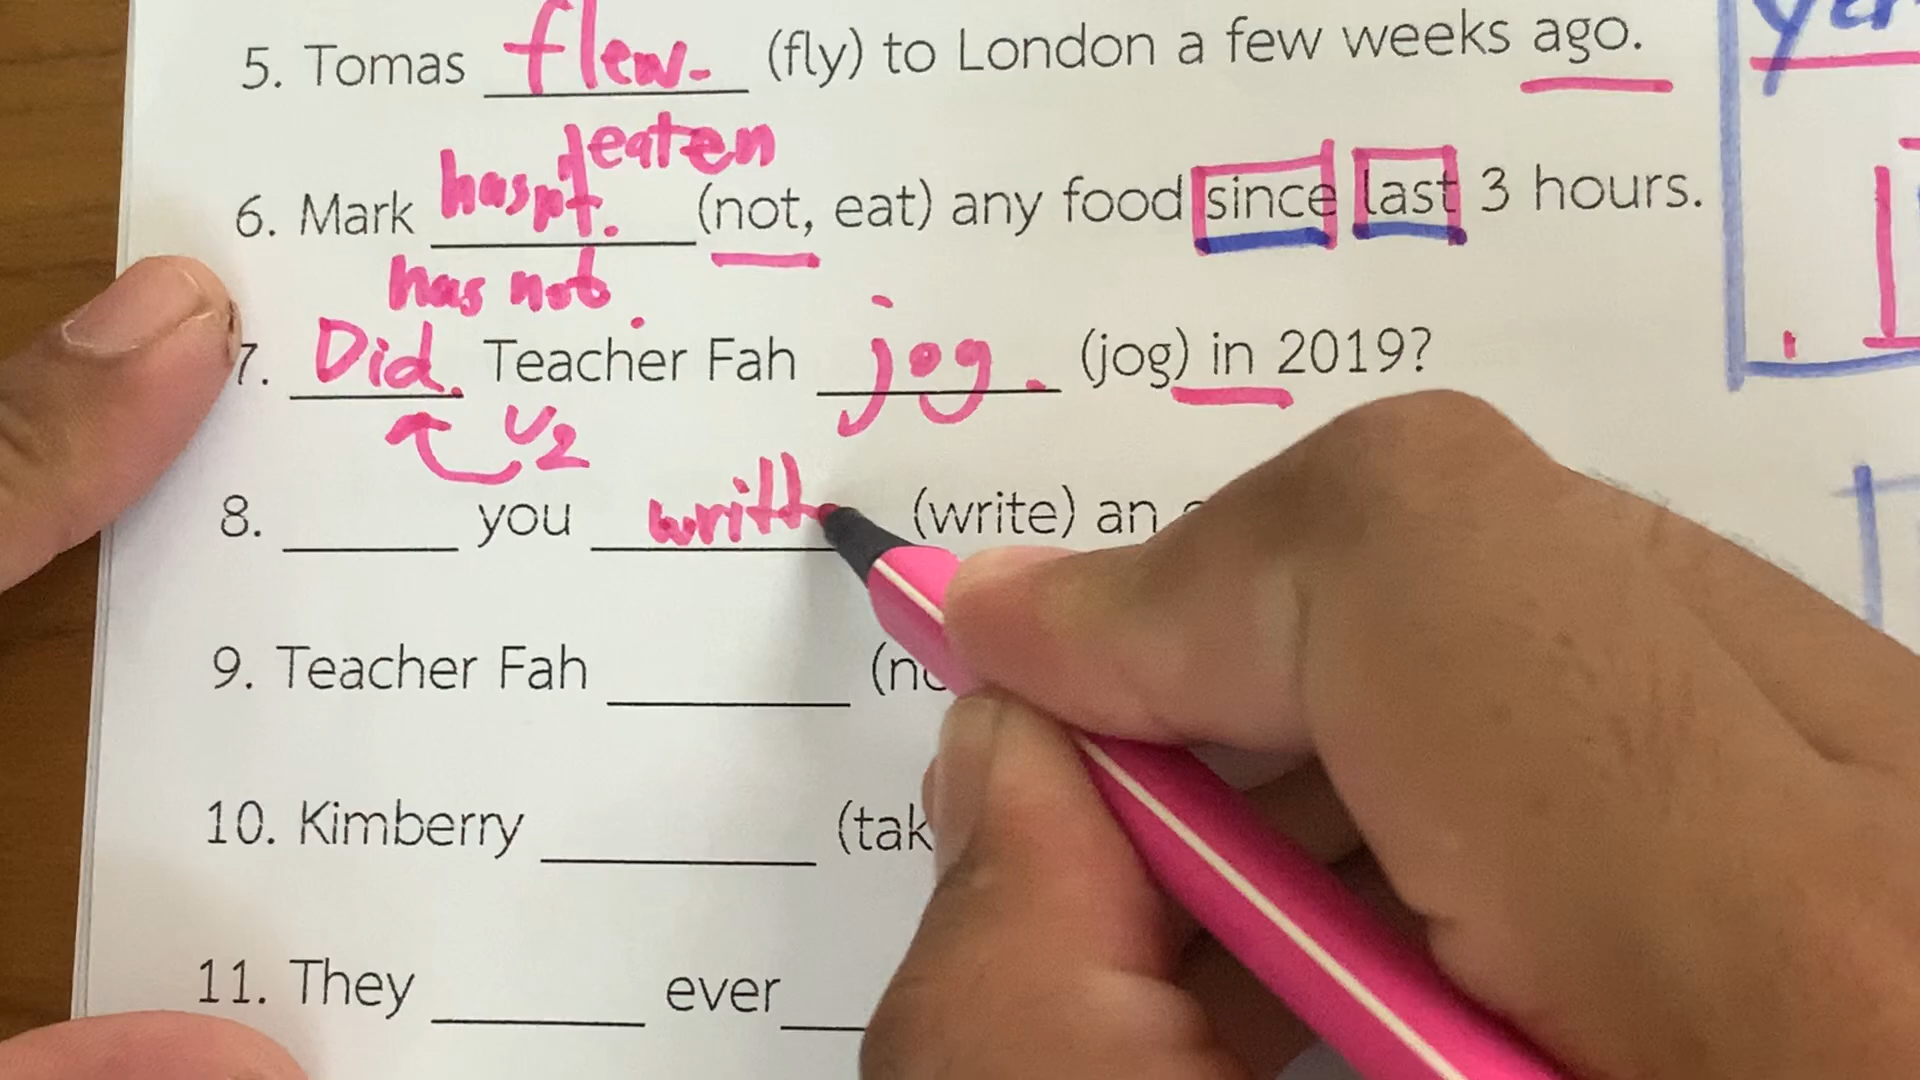 5. Tomas flew. (fly) to London a few weeks ago.
eaten
6. Mark hasn't. (not, eat) any food since last 3 hours.
has not.
7. Did. Teacher Fah jog. (jog) in 2019?
V2
8. you writt (write) an
9. Teacher Fah
10. Kimberry (tak
11. They ever